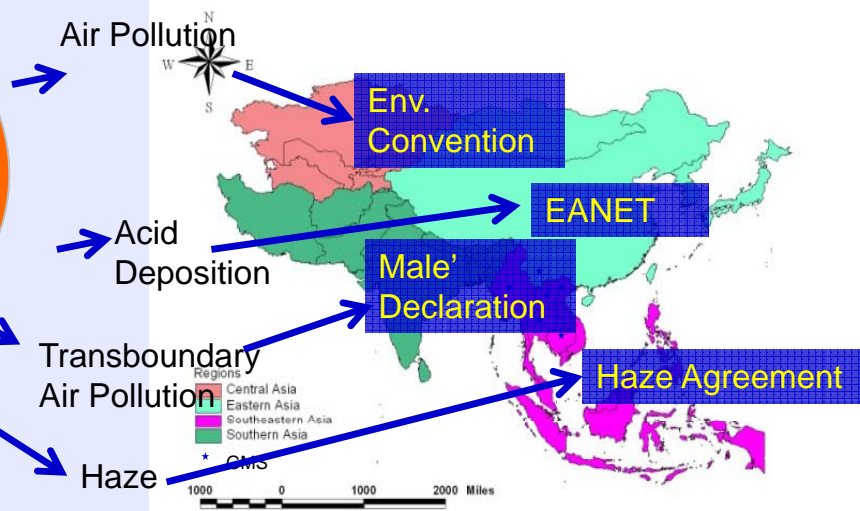 Air Pollution
N
W
E
S
Env.
Convention
EANET
Acid
Deposition
Male'
Declaration
Transboundary
Air Pollution
Haze Agreement
Regions
Central Asia
Eastern Asia
Southeastern Asia
Southern Asia
GMS
Haze
1000 0 1000 2000 Miles